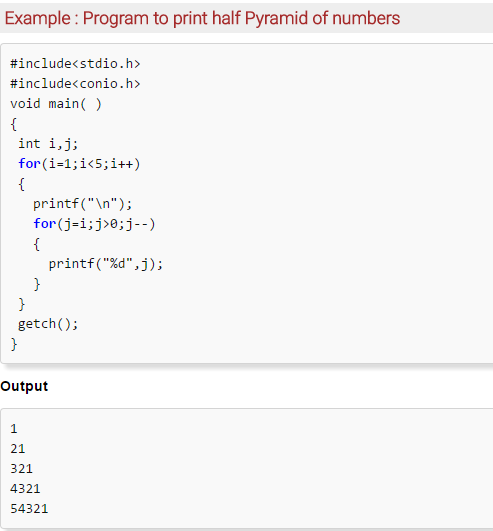 Example : Program to print half Pyramid of numbers
#include<stdio.h>
#include<conio.h>
void main( )
{
 int i,j;
 for(i=1;i<5;i++)
 {
   printf("\n");
   for(j=i;j>0;j--)
   {
     printf("%d",j);
   }
 }
 getch();
}
Output
1
21
321
4321
54321